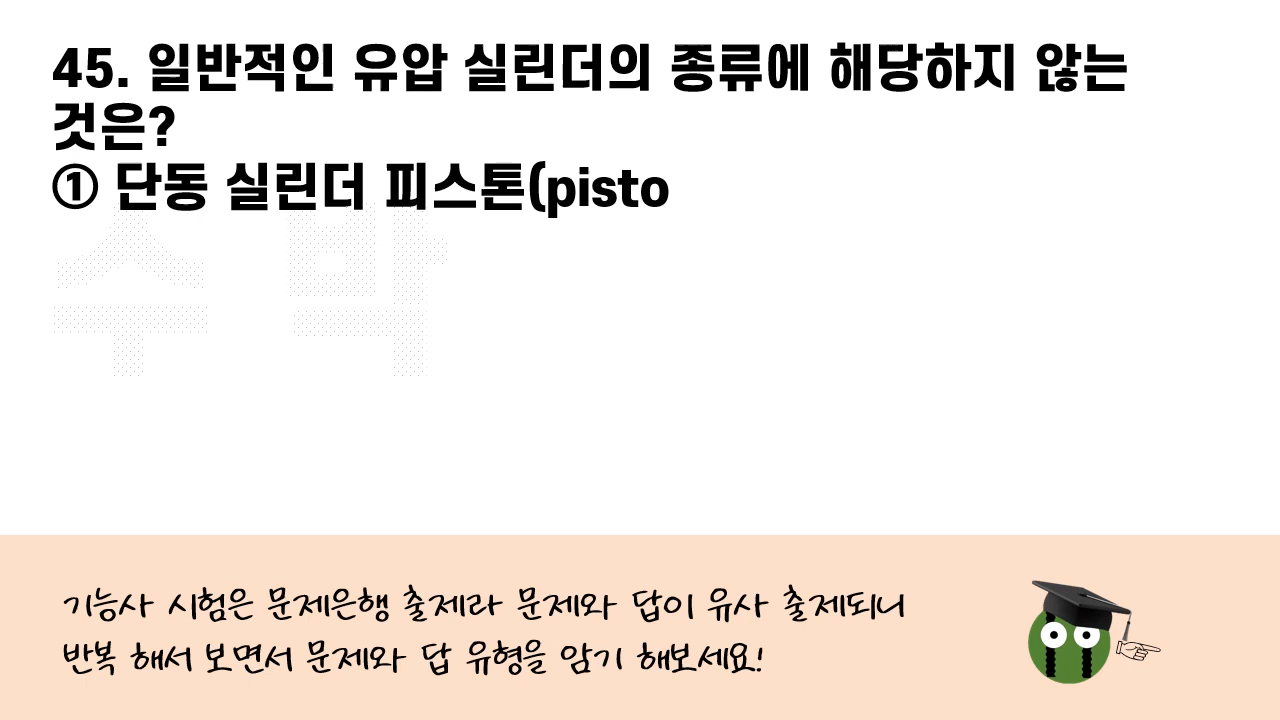 45. 일반적인 유압 실린더의 종류에 해당하지 않는
것은?
① 단동 실린더 피스톤(pisto
수박
기능사 시험은 문제은행 출제라 문제와 답이 유사 출제되니
반복 해서 보면서 문제와 답 유형을 암기 해보세요!